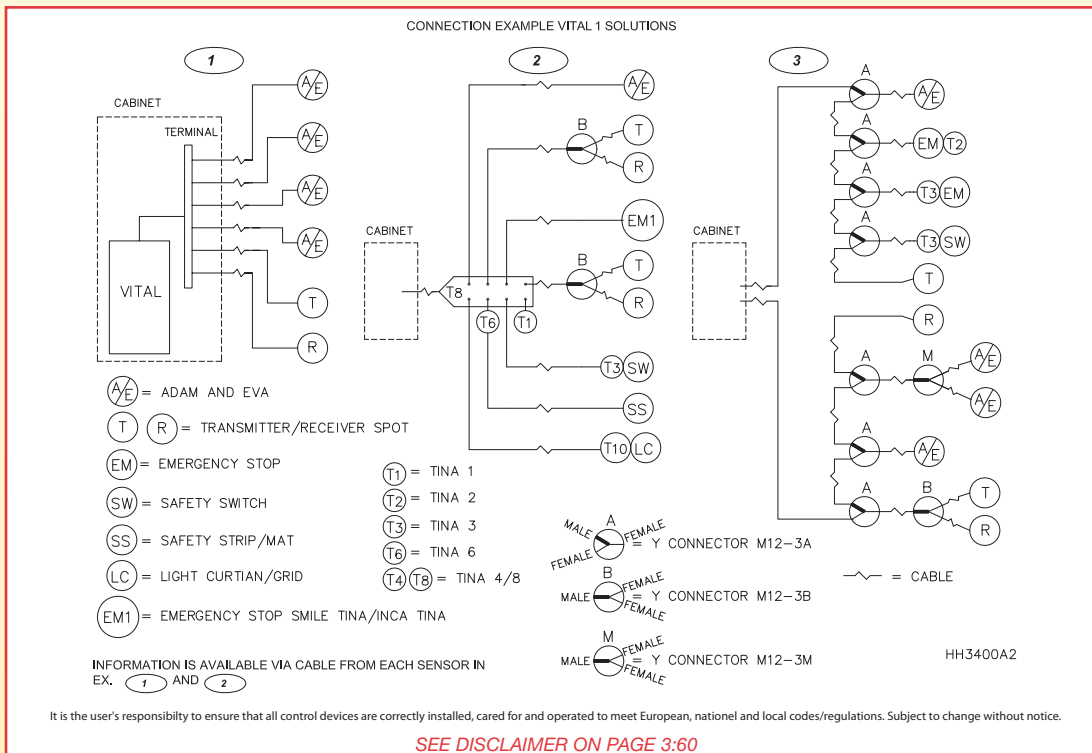 CONNECTION EXAMPLE VITAL 1 SOLUTIONS
1
CABINET
TERMINAL
VITAL
A/E
A/E
A/E
A/E
T
R
2
CABINET
T8
A/E
B
T
R
EM1
B
T
R
T6
T1
T3 SW
SS
T10 LC
3
CABINET
A
A/E
A
EM T2
A
T3 EM
A
T3 SW
T
R
A
M
A/E
A/E
A
A/E
A
B
T
R
A/E = ADAM AND EVA
T R = TRANSMITTER/RECEIVER SPOT
EM = EMERGENCY STOP
SW = SAFETY SWITCH
SS = SAFETY STRIP/MAT
LC = LIGHT CURTIAN/GRID
EM1 = EMERGENCY STOP SMILE TINA/INCA TINA
T1 = TINA 1
T2 = TINA 2
T3 = TINA 3
T6 = TINA 6
T4 T8 = TINA 4/8
A
MALE FEMALE
FEMALE = Y CONNECTOR M12-3A
B
FEMALE
MALE = Y CONNECTOR M12-3B
FEMALE
M
FEMALE
MALE = Y CONNECTOR M12-3M
FEMALE
= CABLE
HH3400A2
INFORMATION IS AVAILABLE VIA CABLE FROM EACH SENSOR IN
EX. 1 AND 2
It is the user's responsibilty to ensure that all control devices are correctly installed, cared for and operated to meet European, nationel and local codes/regulations. Subject to change without notice.
SEE DISCLAIMER ON PAGE 3:60